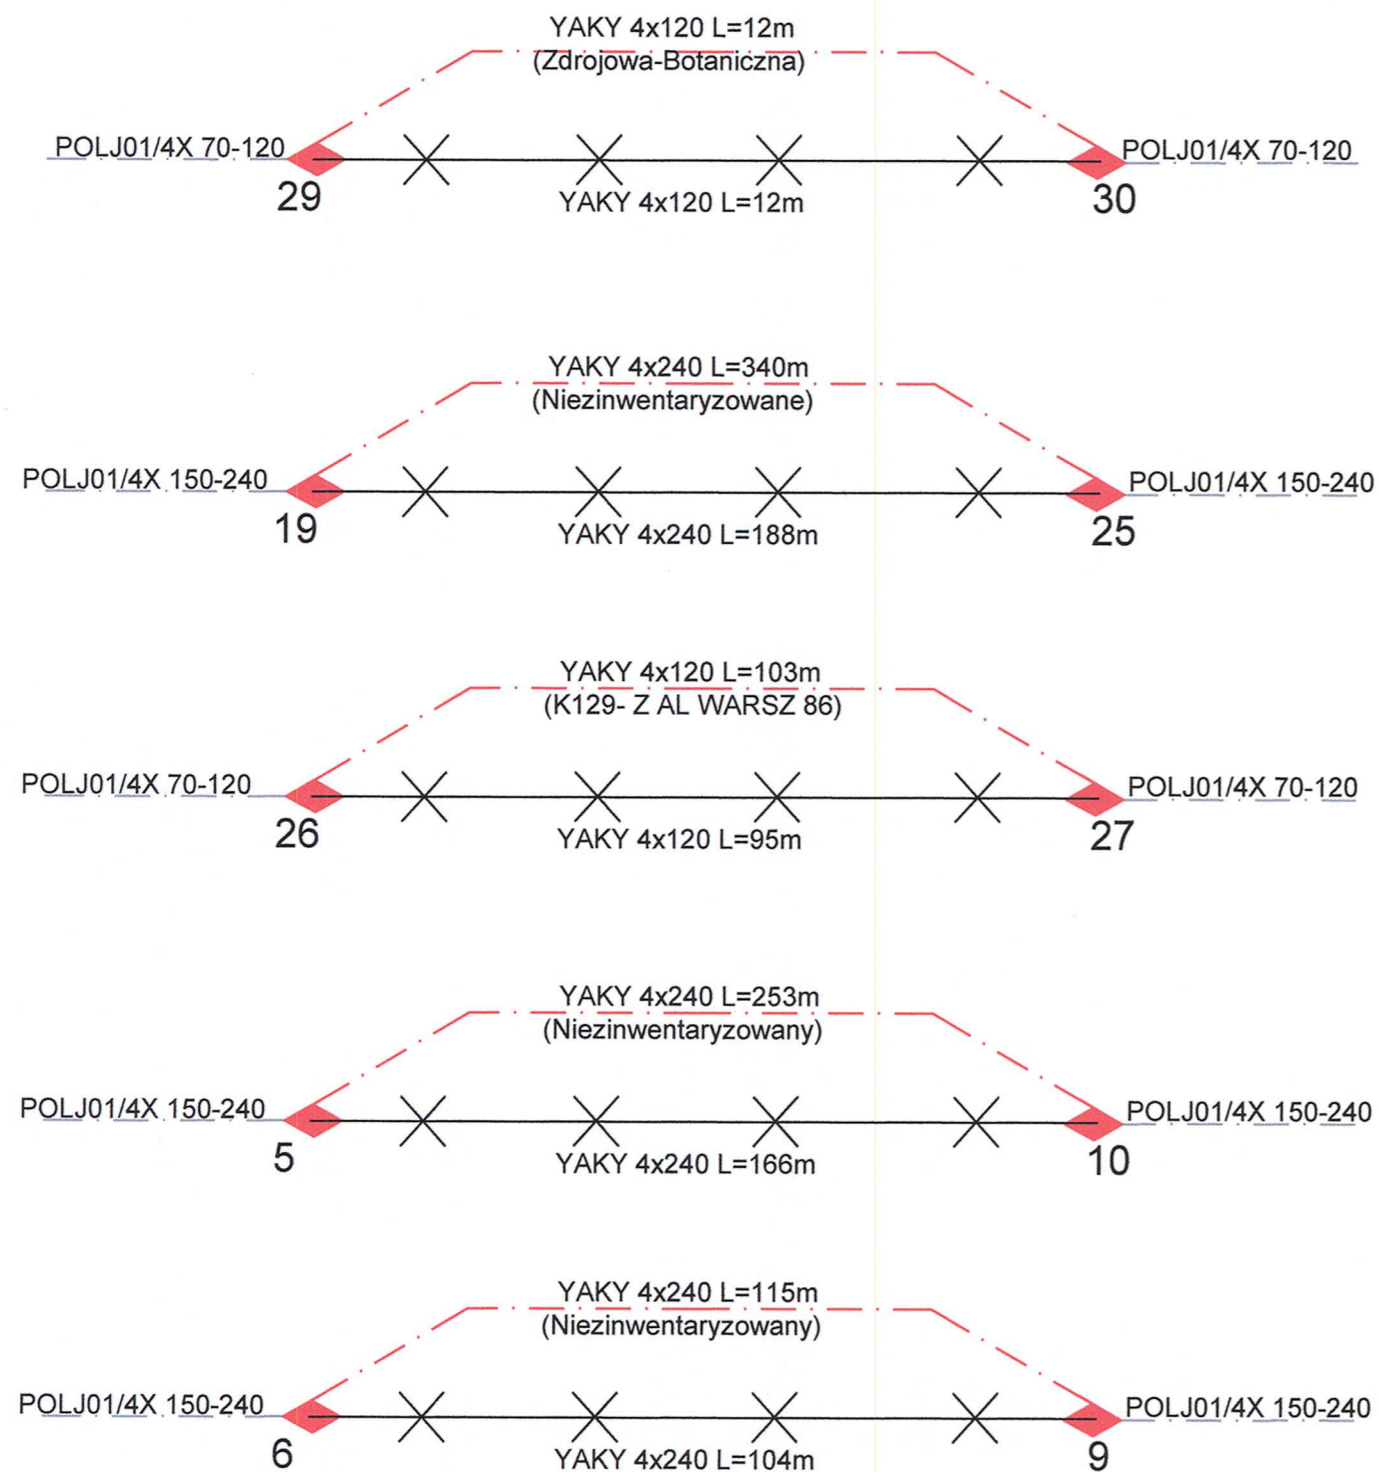 YAKY 4x120 L=12m
(Zdrojowa-Botaniczna)
POLJ01/4X 70-120
POLJ01/4X 70-120
29
YAKY 4x120 L=12m
30
YAKY 4x240 L=340m
(Niezinwentaryzowane)
POLJ01/4X 150-240
POLJ01/4X 150-240
19
YAKY 4x240 L=188m
25
YAKY 4x120 L=103m
(K129- Z AL WARSZ 86)
POLJ01/4X 70-120
POLJ01/4X 70-120
26
YAKY 4x120 L=95m
27
YAKY 4x240 L=253m
(Niezinwentaryzowany)
POLJ01/4X 150-240
POLJ01/4X 150-240
5
YAKY 4x240 L=166m
10
YAKY 4x240 L=115m
(Niezinwentaryzowany)
POLJ01/4X 150-240
POLJ01/4X 150-240
6
YAKY 4x240 L=104m
9